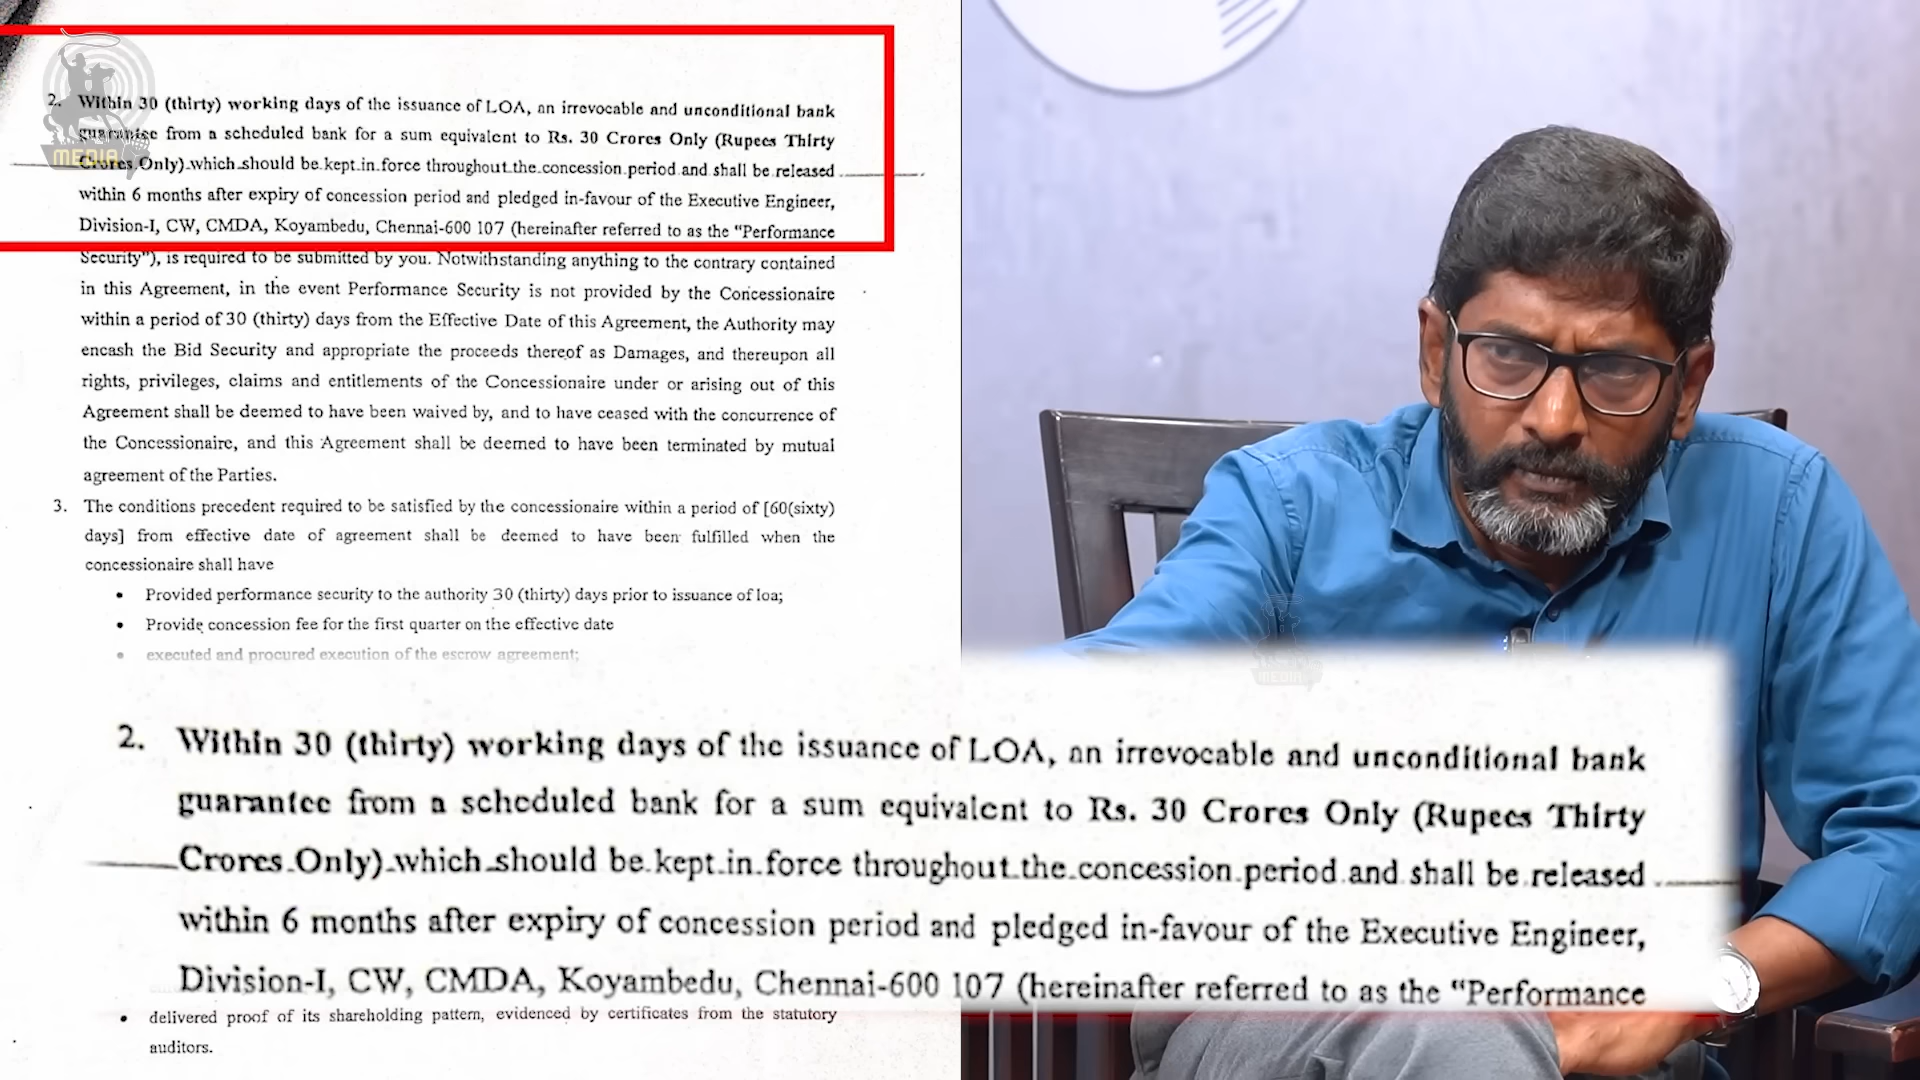 MEDIA
2. Within 30 (thirty) working days of the issuance of LOA, an irrevocable and unconditional bank
guarantee from a scheduled bank for a sum equivalent to Rs. 30 Crores Only (Rupees Thirty
Crores Only) which should be kept in force throughout the concession period and shall be released
within 6 months after expiry of concession period and pledged in-favour of the Executive Engineer,
Division-I, CW, CMDA, Koyambedu, Chennai-600 107 (hereinafter referred to as the “Performance
Security”), is required to be submitted by you. Notwithstanding anything to the contrary contained
in this Agreement, in the event Performance Security is not provided by the Concessionaire
within a period of 30 (thirty) days from the Effective Date of this Agreement, the Authority may
encash the Bid Security and appropriate the proceeds thereof as Damages, and thereupon all
rights, privileges, claims and entitlements of the Concessionaire under or arising out of this
Agreement shall be deemed to have been waived by, and to have ceased with the concurrence of
the Concessionaire, and this Agreement shall be deemed to have been terminated by mutual
agreement of the Parties.
3. The conditions precedent required to be satisfied by the concessionaire within a period of [60(sixty)
days] from effective date of agreement shall be deemed to have been fulfilled when the
concessionaire shall have
• Provided performance security to the authority 30 (thirty) days prior to issuance of loa;
• Provide concession fee for the first quarter on the effective date
• executed and procured execution of the escrow agreement;
MEDIA
2. Within 30 (thirty) working days of the issuance of LOA, an irrevocable and unconditional bank
guarantee from a scheduled bank for a sum equivalent to Rs. 30 Crores Only (Rupees Thirty
Crores Only) which should be kept in force throughout the concession period and shall be released
within 6 months after expiry of concession period and pledged in-favour of the Executive Engineer,
Division-I, CW, CMDA, Koyambedu, Chennai-600 107 (hereinafter referred to as the “Performance
• delivered proof of its shareholding pattern, evidenced by certificates from the statutory
auditors.